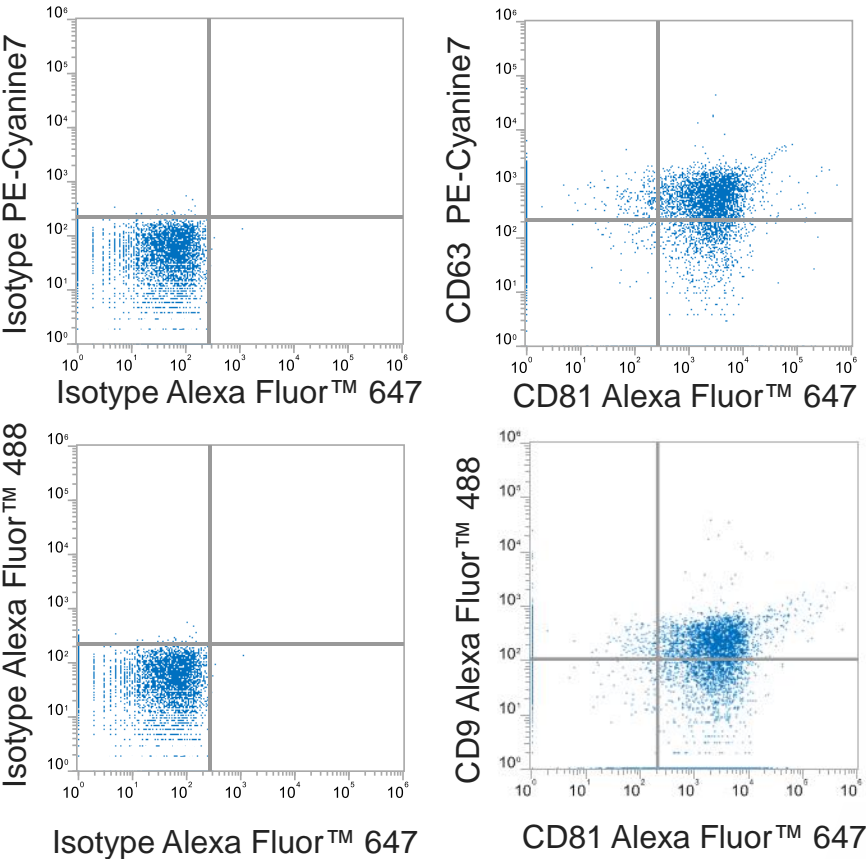 Isotype PE-Cyanine7
10⁶
10⁵
10⁴
10³
10²
10¹
10⁰
10⁰ 10¹ 10² 10³ 10⁴ 10⁵ 10⁶
Isotype Alexa Fluor™ 647
CD63 PE-Cyanine7
10⁶
10⁵
10⁴
10³
10²
10¹
10⁰
10⁰ 10¹ 10² 10³ 10⁴ 10⁵ 10⁶
CD81 Alexa Fluor™ 647
Isotype Alexa Fluor™ 488
10⁶
10⁵
10⁴
10³
10²
10¹
10⁰
10⁰ 10¹ 10² 10³ 10⁴ 10⁵ 10⁶
Isotype Alexa Fluor™ 647
CD9 Alexa Fluor™ 488
10⁶
10⁵
10⁴
10³
10²
10¹
10⁰
10⁰ 10¹ 10² 10³ 10⁴ 10⁵ 10⁶
CD81 Alexa Fluor™ 647